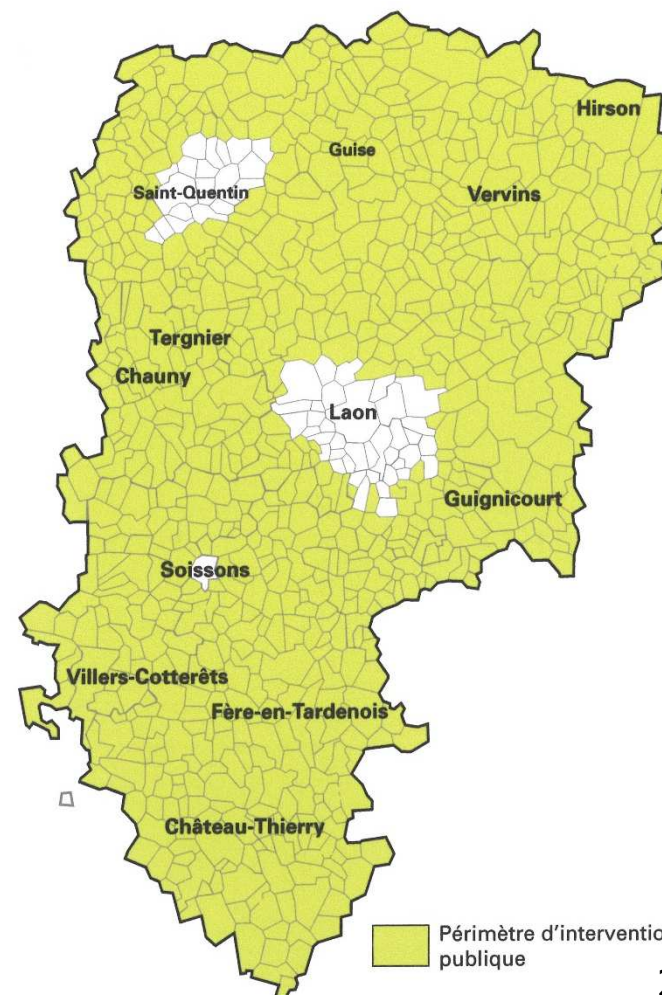 Hirson
Guise
Saint-Quentin
Vervins
Tergnier
Chauny
Laon
Guignicourt
Soissons
Villers-Cotterêts
Fère-en-Tardenois
Château-Thierry
Périmètre d'interventio
publique